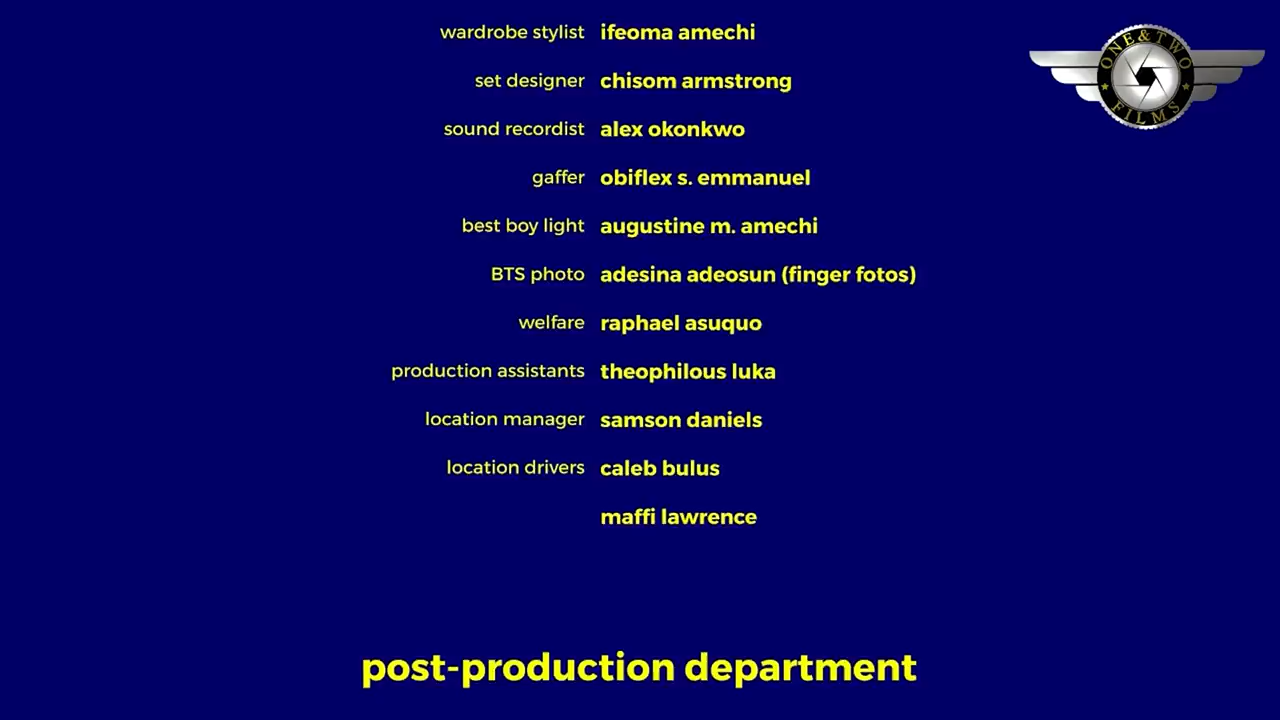 wardrobe stylist ifeoma amechi
ONE&TWO
FILMS
set designer chisom armstrong
sound recordist alex okonkwo
gaffer obiflex s. emmanuel
best boy light augustine m. amechi
BTS photo adesina adeosun (finger fotos)
welfare raphael asuquo
production assistants theophilous luka
location manager samson daniels
location drivers caleb bulus
maffi lawrence
post-production department